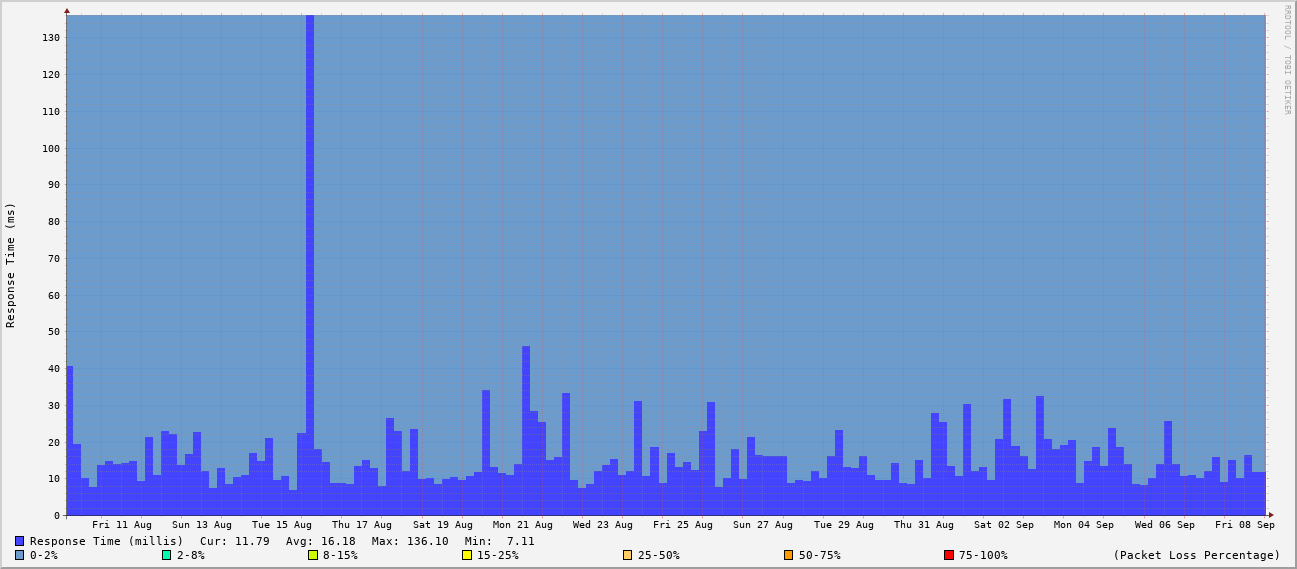 RRDTOOL / TOBI OETIKER
Response Time (ms)
130
120
110
100
90
80
70
60
50
40
30
20
10
0
Fri 11 Aug Sun 13 Aug Tue 15 Aug Thu 17 Aug Sat 19 Aug Mon 21 Aug Wed 23 Aug Fri 25 Aug Sun 27 Aug Tue 29 Aug Thu 31 Aug Sat 02 Sep Mon 04 Sep Wed 06 Sep Fri 08 Sep
Response Time (millis) Cur: 11.79 Avg: 16.18 Max: 136.10 Min: 7.11
0-2% 2-8% 8-15% 15-25% 25-50% 50-75% 75-100% (Packet Loss Percentage)